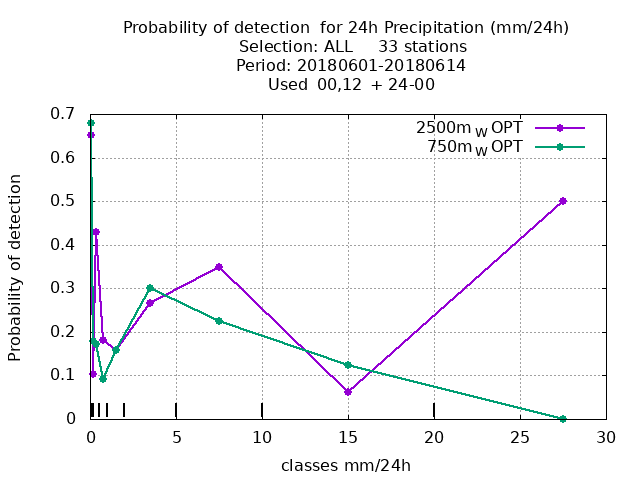 Probability of detection for 24h Precipitation (mm/24h)
Selection: ALL 33 stations
Period: 20180601-20180614
Used 00,12 + 24-00
2500m W OPT
750m W OPT
0.7
0.6
0.5
0.4
0.3
0.2
0.1
0
Probability of detection
0 5 10 15 20 25 30
classes mm/24h